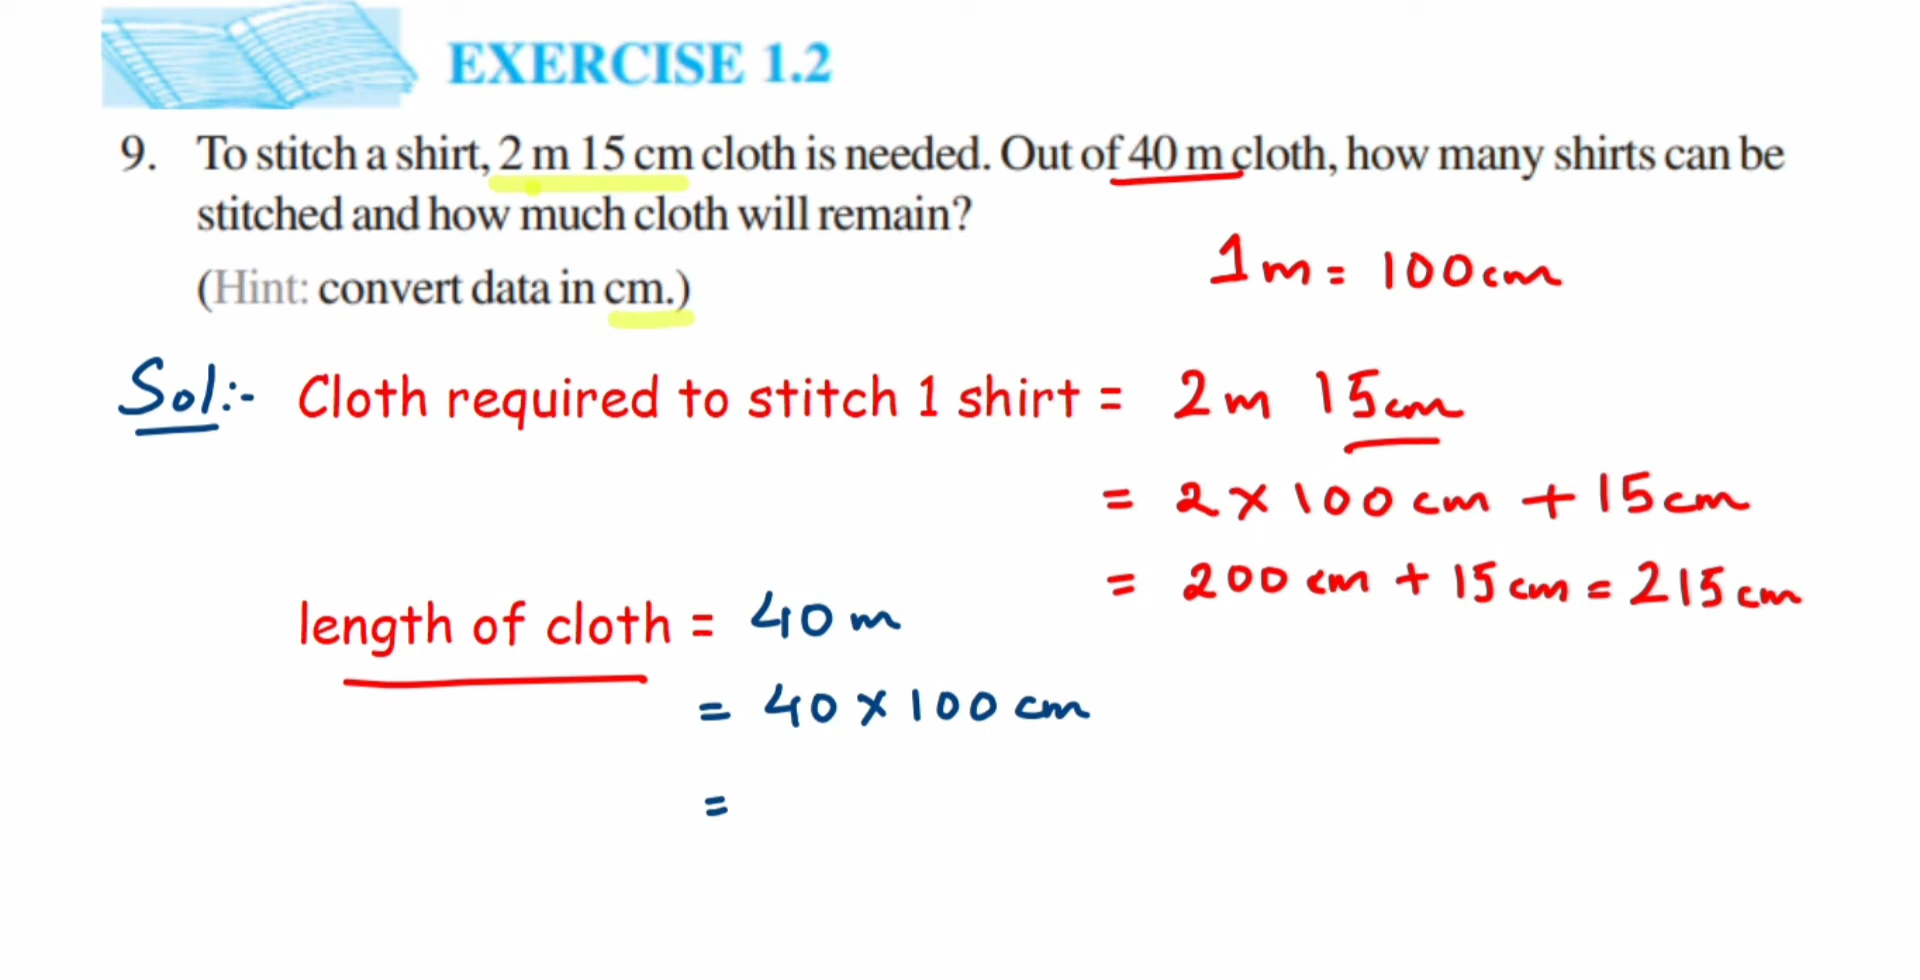 EXERCISE 1.2
9. To stitch a shirt, 2 m 15 cm cloth is needed. Out of 40 m cloth, how many shirts can be
stitched and how much cloth will remain?
1m = 100cm
(Hint: convert data in cm.)
Sol:- Cloth required to stitch 1 shirt = 2m 15cm
= 2 × 100 cm + 15cm
= 200 cm + 15 cm = 215 cm
length of cloth = 40 m
= 40 × 100 cm
=